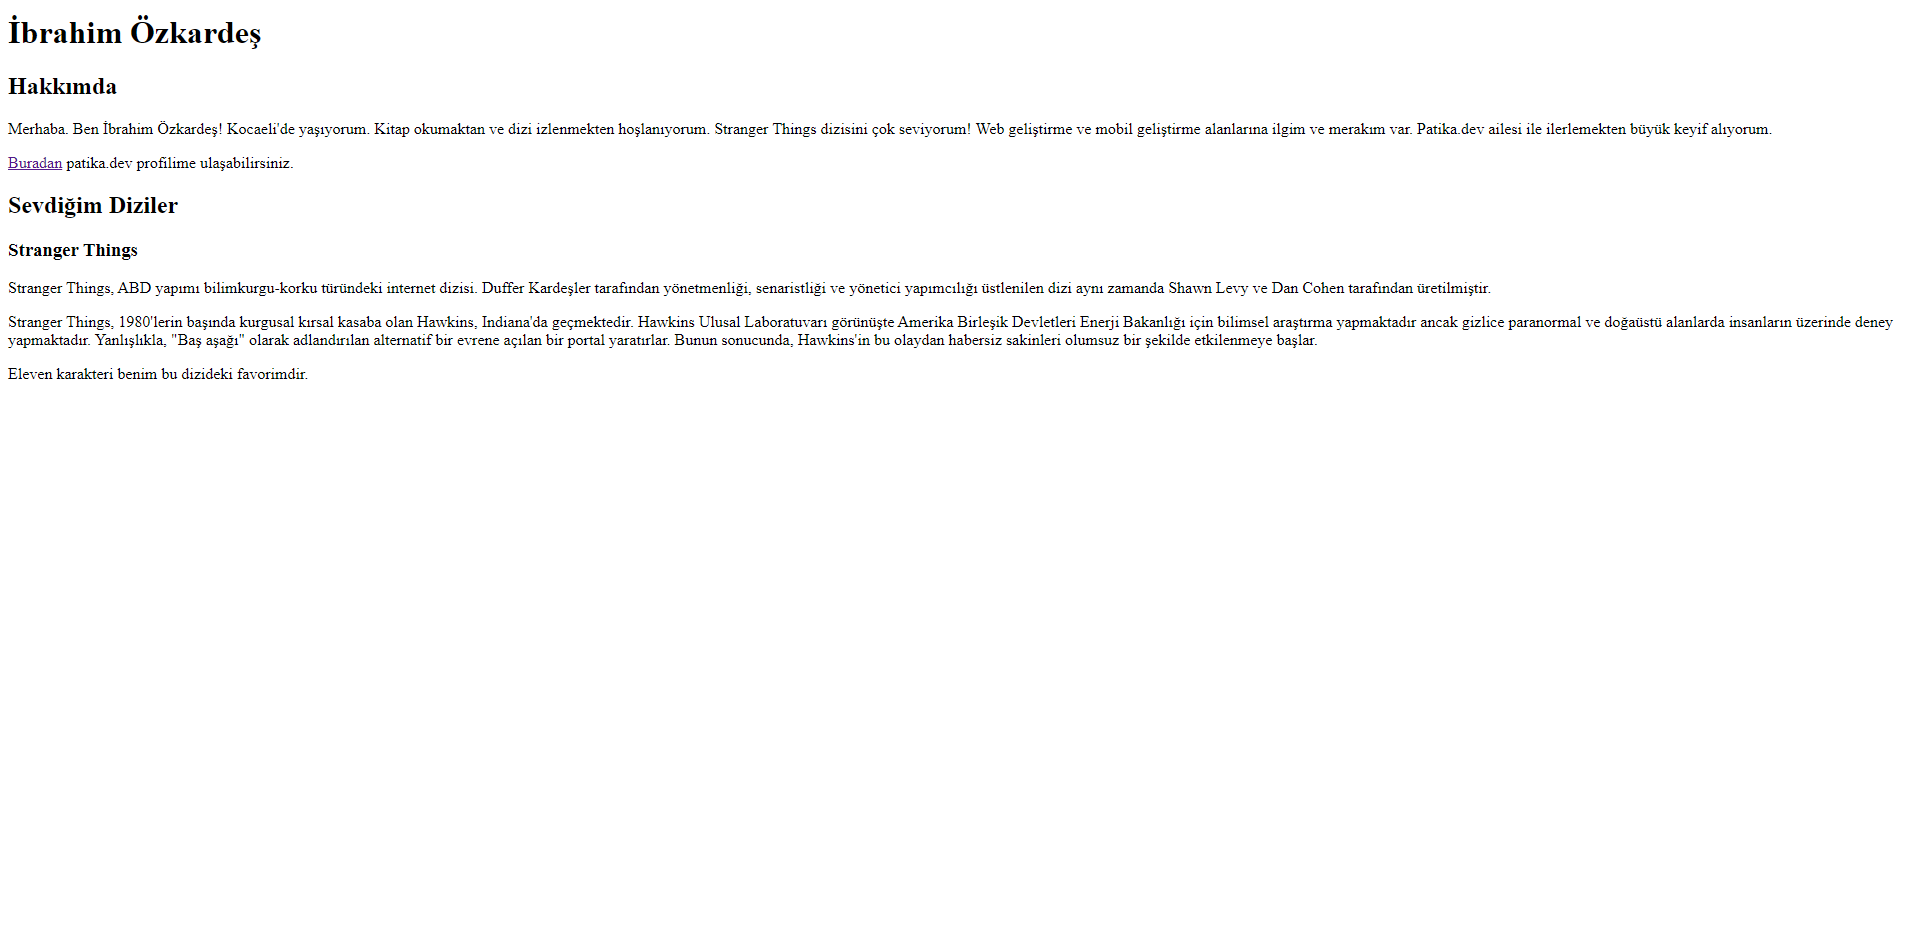 İbrahim Özkardeş
Hakkımda
Merhaba. Ben İbrahim Özkardeş! Kocaeli'de yaşıyorum. Kitap okumaktan ve dizi izlenmekten hoşlanıyorum. Stranger Things dizisini çok seviyorum! Web geliştirme ve mobil geliştirme alanlarına ilgim ve merakım var. Patika.dev ailesi ile ilerlemekten büyük keyif alıyorum.
Buradan patika.dev profilime ulaşabilirsiniz.
Sevdiğim Diziler
Stranger Things
Stranger Things, ABD yapımı bilimkurgu-korku türündeki internet dizisi. Duffer Kardeşler tarafından yönetmenliği, senaristliği ve yönetici yapımcılığı üstlenilen dizi aynı zamanda Shawn Levy ve Dan Cohen tarafından üretilmiştir.
Stranger Things, 1980'lerin başında kurgusal kırsal kasaba olan Hawkins, Indiana'da geçmektedir. Hawkins Ulusal Laboratuvarı görünüşte Amerika Birleşik Devletleri Enerji Bakanlığı için bilimsel araştırma yapmaktadır ancak gizlice paranormal ve doğaüstü alanlarda insanların üzerinde deney
yapmaktadır. Yanlışlıkla, "Baş aşağı" olarak adlandırılan alternatif bir evrene açılan bir portal yaratırlar. Bunun sonucunda, Hawkins'in bu olaydan habersiz sakinleri olumsuz bir şekilde etkilenmeye başlar.
Eleven karakteri benim bu dizideki favorimdir.